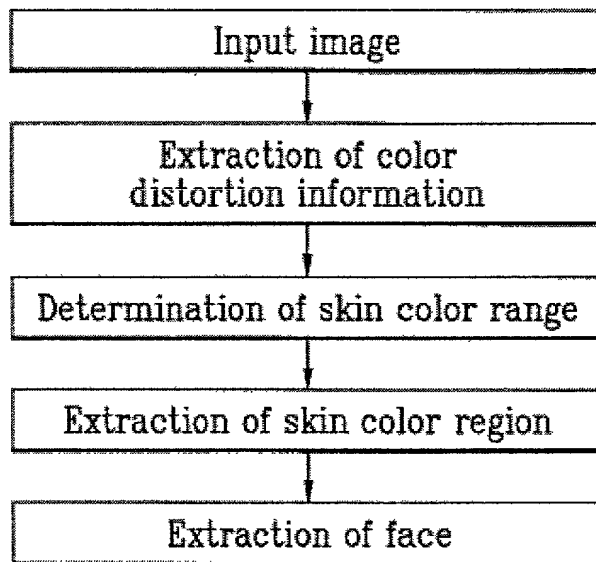 Input image
Extraction of color
distortion information
Determination of skin color range
Extraction of skin color region
Extraction of face